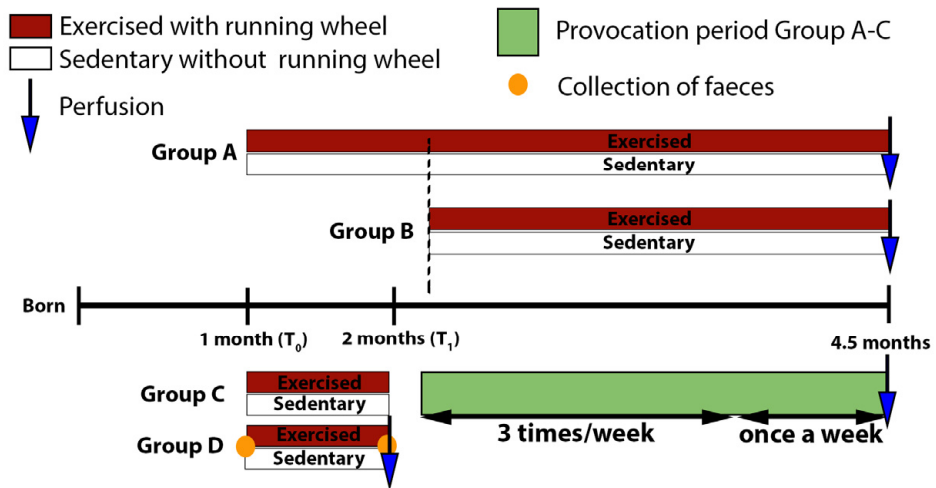 Exercised with running wheel
Sedentary without running wheel
Perfusion
Provocation period Group A-C
Collection of faeces
Group A
Exercised
Sedentary
Group B
Exercised
Sedentary
Born
1 month (T₀)
2 months (T₁)
4.5 months
Group C
Exercised
Sedentary
Group D
Exercised
Sedentary
3 times/week
once a week